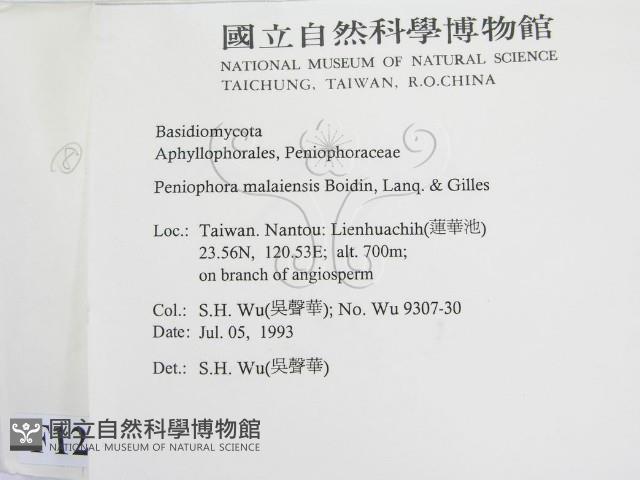 國立自然科學博物館
NATIONAL MUSEUM OF NATURAL SCIENCE
TAICHUNG, TAIWAN, R.O.CHINA
Basidiomycota
Aphyllophorales, Peniophoraceae
Peniophora malaiensis Boidin, Lanq. & Gilles
Loc.: Taiwan. Nantou: Lienhuachih(蓮華池)
23.56N, 120.53E; alt. 700m;
on branch of angiosperm
Col.: S.H. Wu(吳聲華); No. Wu 9307-30
Date: Jul. 05, 1993
Det.: S.H. Wu(吳聲華)
⑧
國立自然科學博物館
NATIONAL MUSEUM OF NATURAL SCIENCE
F12